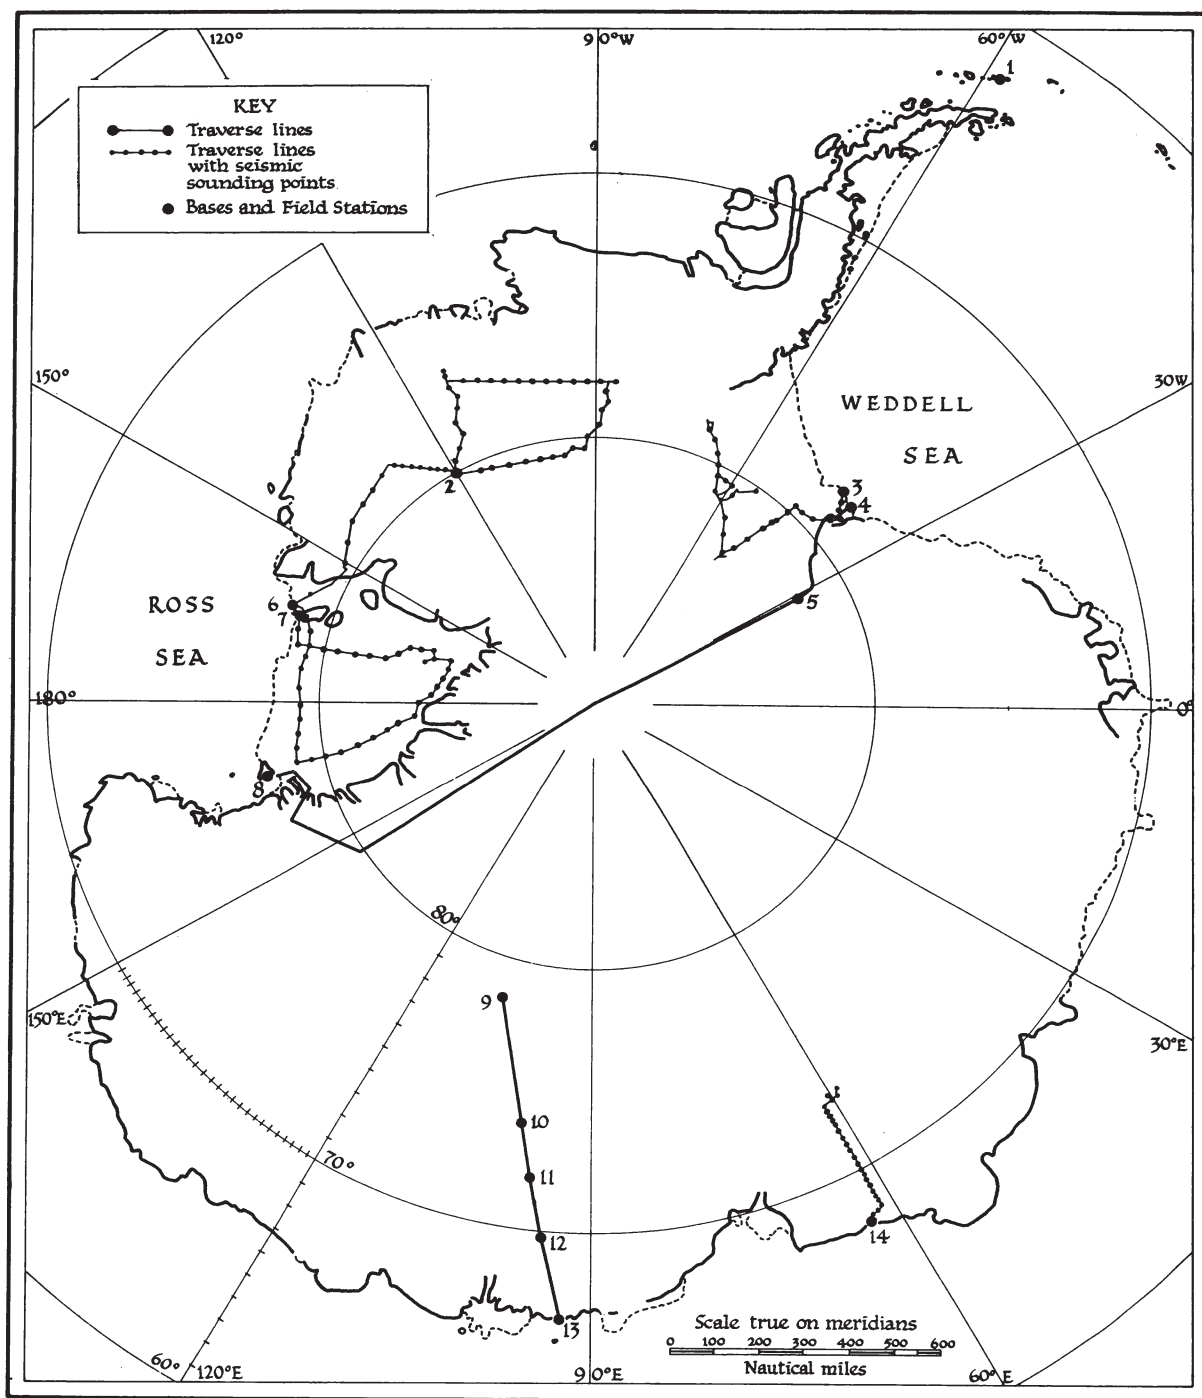 120°
90°W
60°W
1
KEY
Traverse lines
Traverse lines
with seismic
sounding points.
Bases and Field Stations
150°
30W
WEDDELL
SEA
2
3
4
5
ROSS
SEA
6
7
180°
0°
8
80°
9
150°E
30°E
10
70°
11
12
14
13
Scale true on meridians
0 100 200 300 400 500 600
Nautical miles
60°
120°E
90°E
60°E